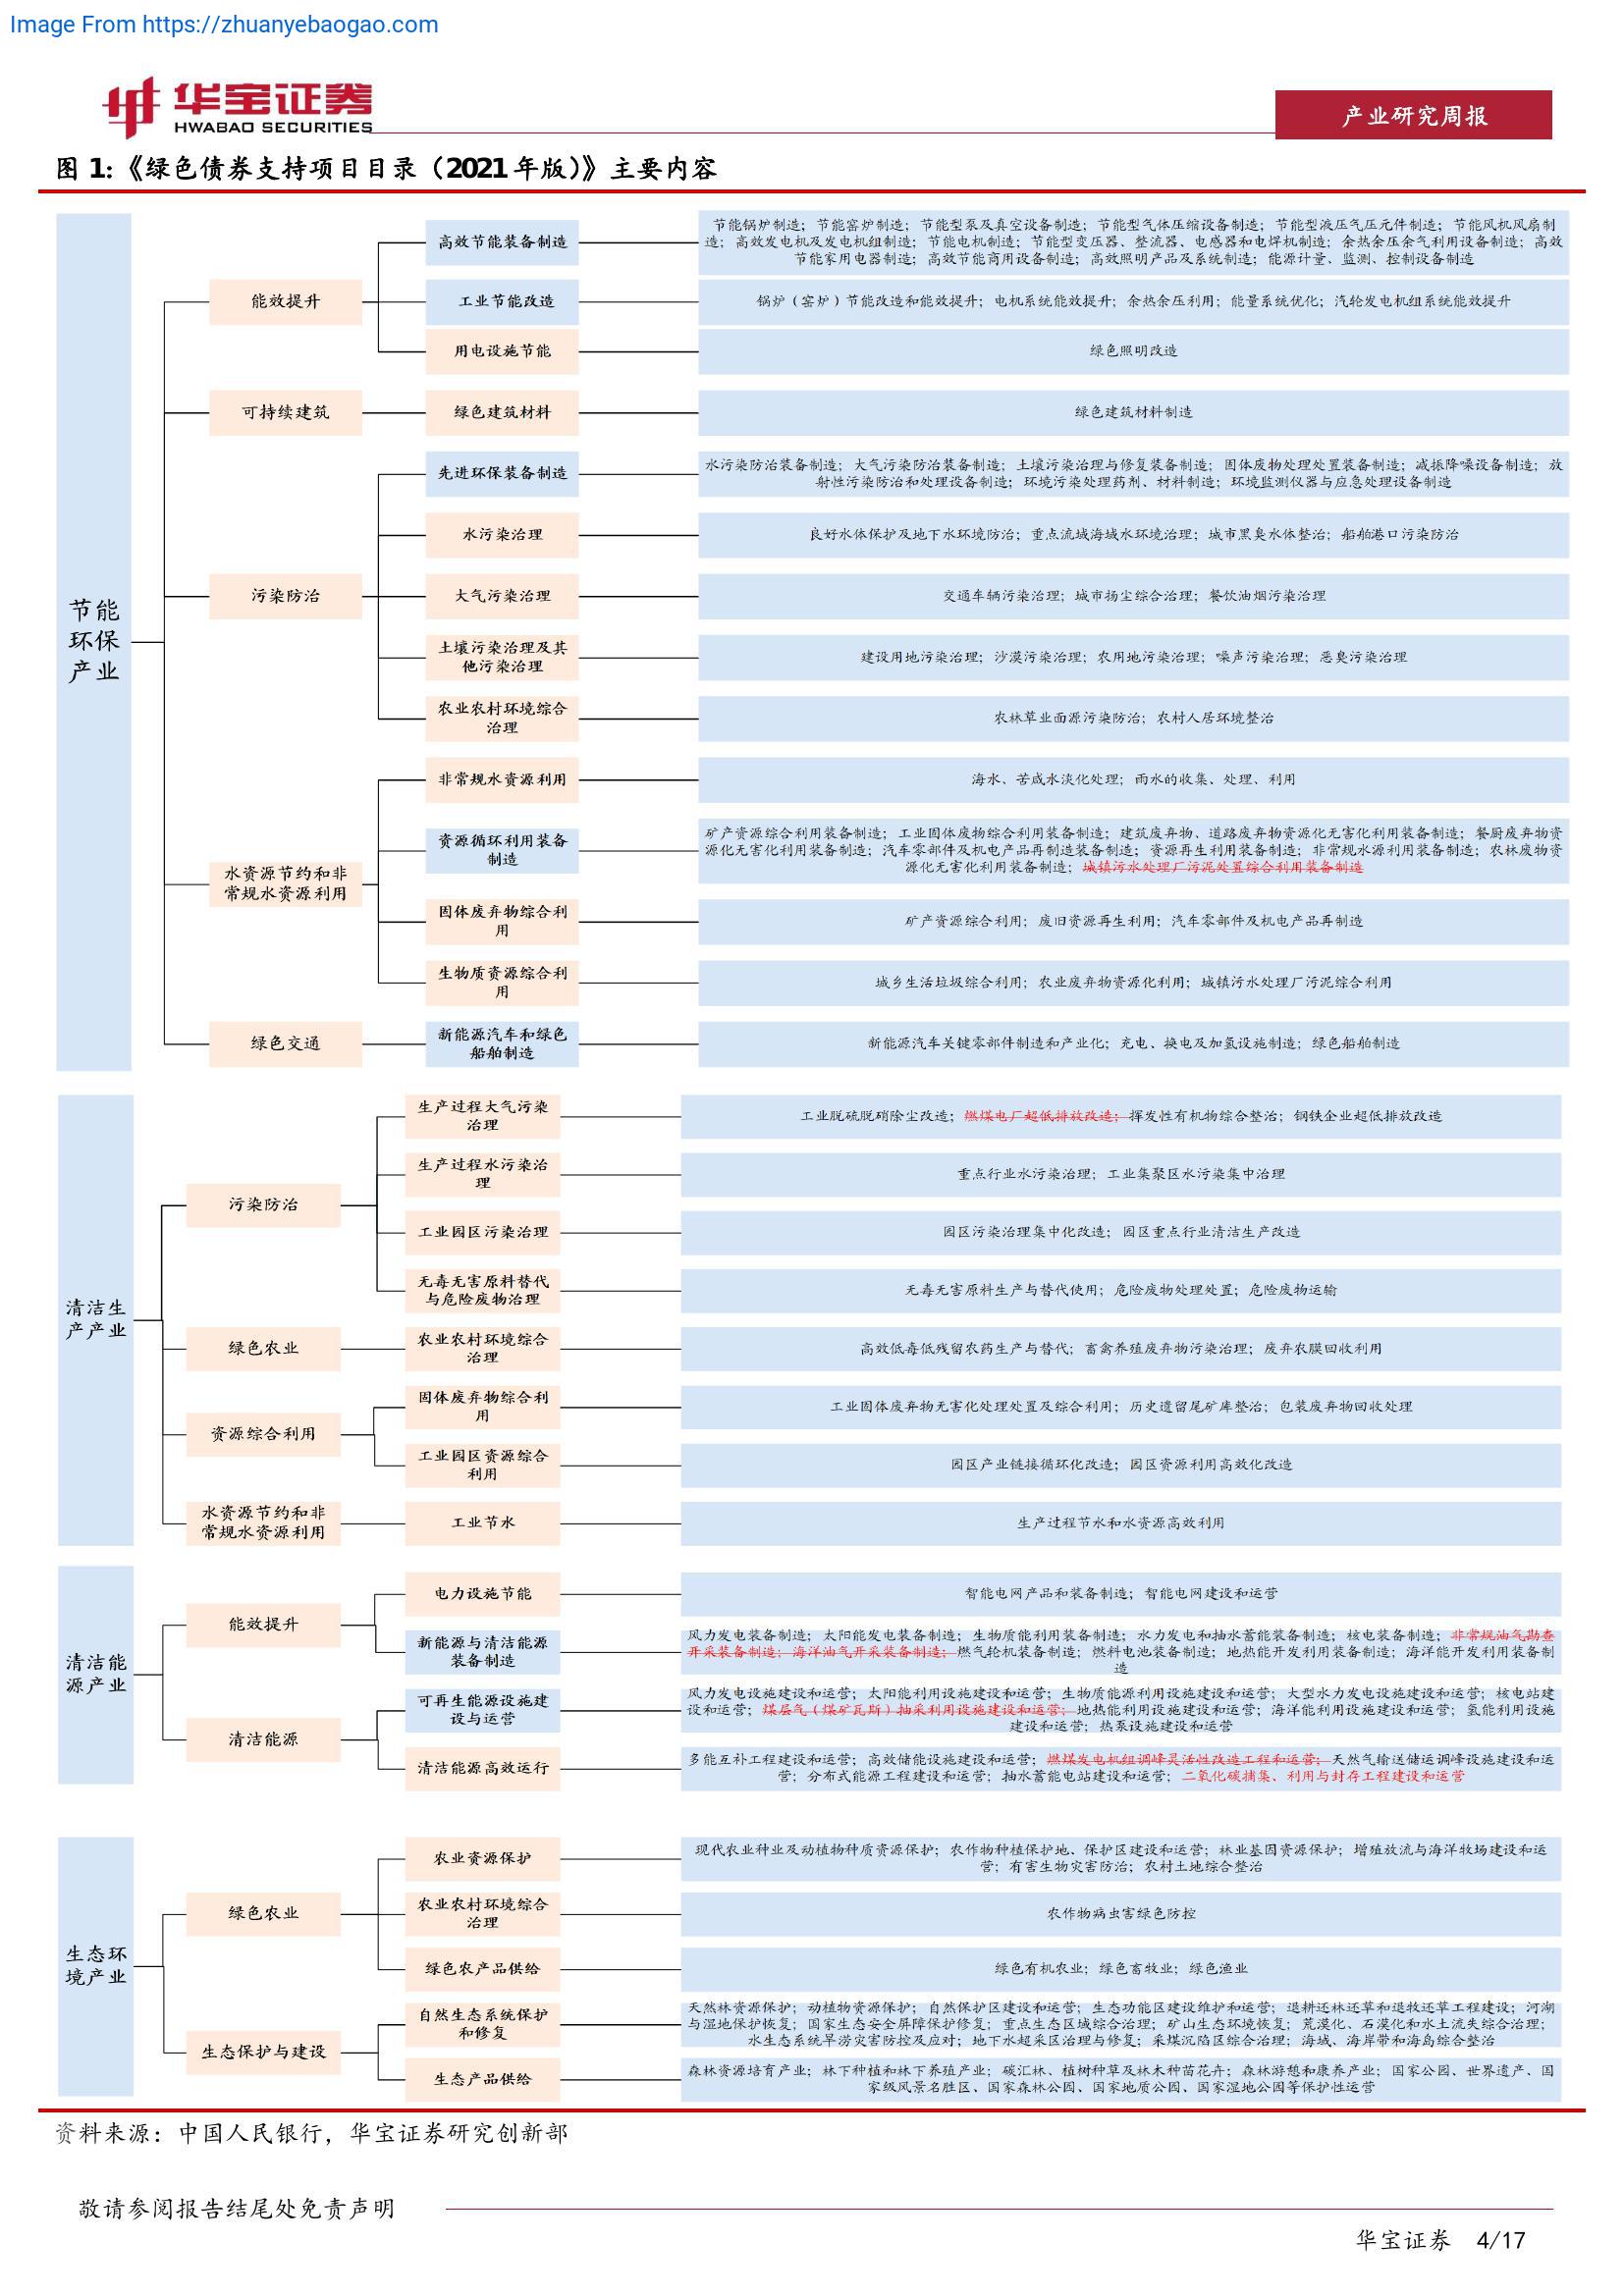 Image From https://zhuanyebaogao.com
华宝证券
HWABAO SECURITIES
产业研究周报
图 1:《绿色债券支持项目目录（2021 年版）》主要内容
节能
环保
产业
能效提升
高效节能装备制造
节能锅炉制造；节能窑炉制造；节能型泵及真空设备制造；节能型气体压缩设备制造；节能型液压气压元件制造；节能风机风扇制
造；高效发电机及发电机组制造；节能电机制造；节能型变压器、整流器、电感器和电焊机制造；余热余压余气利用设备制造；高效
节能家用电器制造；高效节能商用设备制造；高效照明产品及系统制造；能源计量、监测、控制设备制造
工业节能改造
锅炉（窑炉）节能改造和能效提升；电机系统能效提升；余热余压利用；能量系统优化；汽轮发电机组系统能效提升
用电设施节能
绿色照明改造
可持续建筑
绿色建筑材料
绿色建筑材料制造
污染防治
先进环保装备制造
水污染防治装备制造；大气污染防治装备制造；土壤污染治理与修复装备制造；固体废物处理处置装备制造；减振降噪设备制造；放
射性污染防治和处理设备制造；环境污染处理药剂、材料制造；环境监测仪器与应急处理设备制造
水污染治理
良好水体保护及地下水环境防治；重点流域海域水环境治理；城市黑臭水体整治；船舶港口污染防治
大气污染治理
交通车辆污染治理；城市扬尘综合治理；餐饮油烟污染治理
土壤污染治理及其
他污染治理
建设用地污染治理；沙漠污染治理；农用地污染治理；噪声污染治理；恶臭污染治理
农业农村环境综合
治理
农林草业面源污染防治；农村人居环境整治
水资源节约和非
常规水资源利用
非常规水资源利用
海水、苦咸水淡化处理；雨水的收集、处理、利用
资源循环利用装备
制造
矿产资源综合利用装备制造；工业固体废物综合利用装备制造；建筑废弃物、道路废弃物资源化无害化利用装备制造；餐厨废弃物资
源化无害化利用装备制造；汽车零部件及机电产品再制造装备制造；资源再生利用装备制造；非常规水源利用装备制造；农林废物资
源化无害化利用装备制造；城镇污水处理厂污泥处置综合利用装备制造
固体废弃物综合利
用
矿产资源综合利用；废旧资源再生利用；汽车零部件及机电产品再制造
生物质资源综合利
用
城乡生活垃圾综合利用；农业废弃物资源化利用；城镇污水处理厂污泥综合利用
绿色交通
新能源汽车和绿色
船舶制造
新能源汽车关键零部件制造和产业化；充电、换电及加氢设施制造；绿色船舶制造
清洁生
产产业
污染防治
生产过程大气污染
治理
工业脱硫脱硝除尘改造；燃煤电厂超低排放改造；挥发性有机物综合整治；钢铁企业超低排放改造
生产过程水污染治
理
重点行业水污染治理；工业集聚区水污染集中治理
工业园区污染治理
园区污染治理集中化改造；园区重点行业清洁生产改造
无毒无害原料替代
与危险废物治理
无毒无害原料生产与替代使用；危险废物处理处置；危险废物运输
绿色农业
农业农村环境综合
治理
高效低毒低残留农药生产与替代；畜禽养殖废弃物污染治理；废弃农膜回收利用
资源综合利用
固体废弃物综合利
用
工业固体废弃物无害化处理处置及综合利用；历史遗留尾矿库整治；包装废弃物回收处理
工业园区资源综合
利用
园区产业链接循环化改造；园区资源利用高效化改造
水资源节约和非
常规水资源利用
工业节水
生产过程节水和水资源高效利用
清洁能
源产业
能效提升
电力设施节能
智能电网产品和装备制造；智能电网建设和运营
新能源与清洁能源
装备制造
风力发电装备制造；太阳能发电装备制造；生物质能利用装备制造；水力发电和抽水蓄能装备制造；核电装备制造；非常规油气勘查
开采装备制造；海洋油气开采装备制造；燃气轮机装备制造；燃料电池装备制造；地热能开发利用装备制造；海洋能开发利用装备制
造
清洁能源
可再生能源设施建
设与运营
风力发电设施建设和运营；太阳能利用设施建设和运营；生物质能源利用设施建设和运营；大型水力发电设施建设和运营；核电站建
设和运营；煤层气（煤矿瓦斯）抽采利用设施建设和运营；地热能利用设施建设和运营；海洋能利用设施建设和运营；氢能利用设施
建设和运营；热泵设施建设和运营
清洁能源高效运行
多能互补工程建设和运营；高效储能设施建设和运营；燃煤发电机组调峰灵活性改造工程和运营；天然气输送储运调峰设施建设和运
营；分布式能源工程建设和运营；抽水蓄能电站建设和运营；二氧化碳捕集、利用与封存工程建设和运营
生态环
境产业
绿色农业
农业资源保护
现代农业种业及动植物种质资源保护；农作物种植保护地、保护区建设和运营；林业基因资源保护；增殖放流与海洋牧场建设和运
营；有害生物灾害防治；农村土地综合整治
农业农村环境综合
治理
农作物病虫害绿色防控
绿色农产品供给
绿色有机农业；绿色畜牧业；绿色渔业
生态保护与建设
自然生态系统保护
和修复
天然林资源保护；动植物资源保护；自然保护区建设和运营；生态功能区建设维护和运营；退耕还林还草和退牧还草工程建设；河湖
与湿地保护恢复；国家生态安全屏障保护修复；重点生态区域综合治理；矿山生态环境恢复；荒漠化、石漠化和水土流失综合治理；
水生态系统旱涝灾害防控及应对；地下水超采区治理与修复；采煤沉陷区综合治理；海域、海岸带和海岛综合整治
生态产品供给
森林资源培育产业；林下种植和林下养殖产业；碳汇林、植树种草及林木种苗花卉；森林游憩和康养产业；国家公园、世界遗产、国
家级风景名胜区、国家森林公园、国家地质公园、国家湿地公园等保护性运营
资料来源：中国人民银行，华宝证券研究创新部
敬请参阅报告结尾处免责声明
华宝证券 4/17